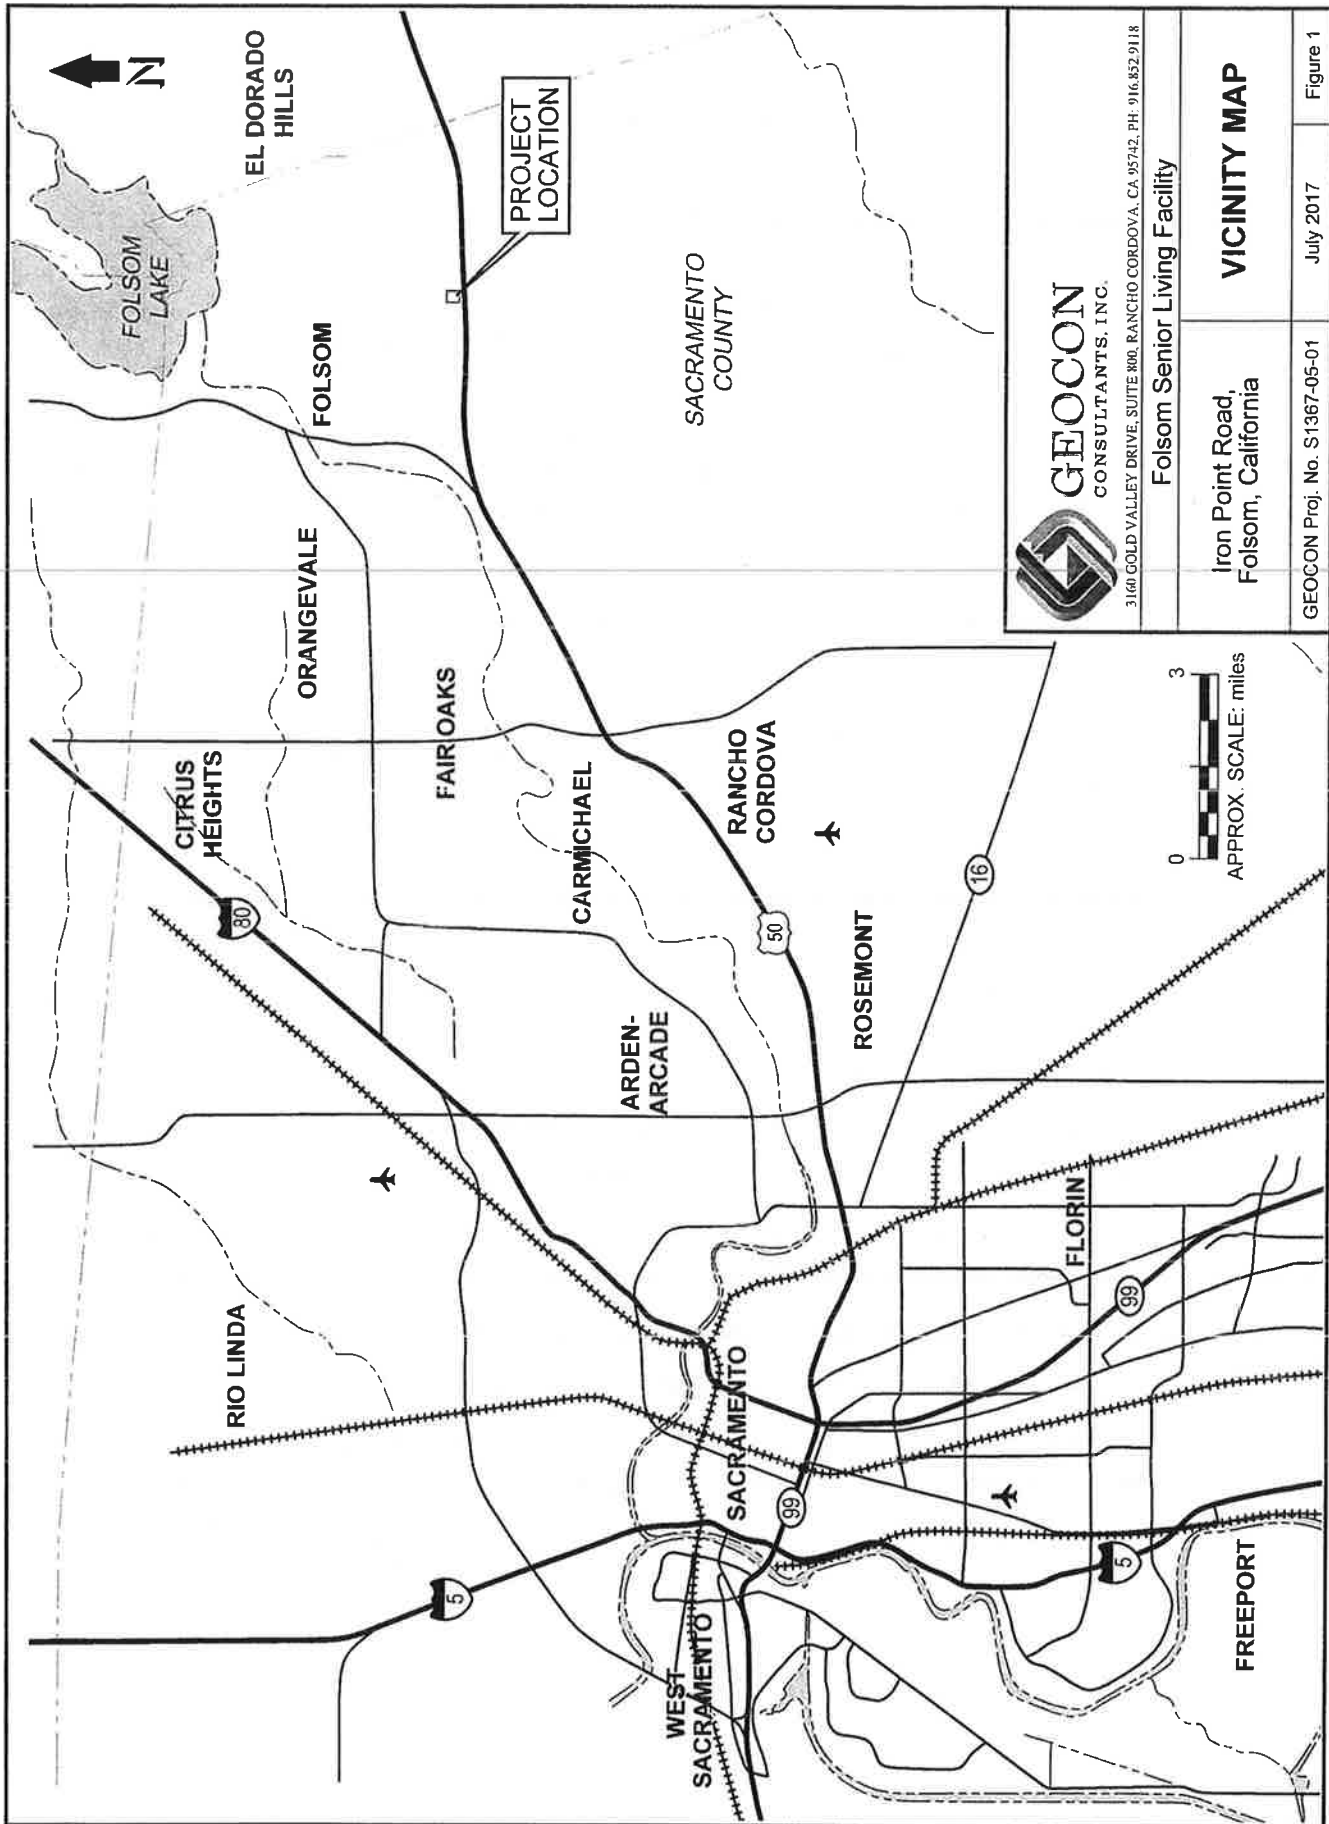 N
EL DORADO
HILLS
FOLSOM
LAKE
FOLSOM
PROJECT
LOCATION
SACRAMENTO
COUNTY
ORANGEVALE
CITRUS
HEIGHTS
FAIR OAKS
CARMICHAEL
RANCHO
CORDOVA
80
50
16
ROSEMONT
ARDEN-
ARCADE
RIO LINDA
FLORIN
99
SACRAMENTO
99
5
5
WEST
SACRAMENTO
FREEPORT
0 3
APPROX. SCALE: miles
GEOCON
CONSULTANTS, INC.
3160 GOLD VALLEY DRIVE, SUITE 800, RANCHO CORDOVA, CA 95742, PH: 916.852.9118
Folsom Senior Living Facility
Iron Point Road,
Folsom, California
VICINITY MAP
GEOCON Proj. No. S1367-05-01
July 2017
Figure 1